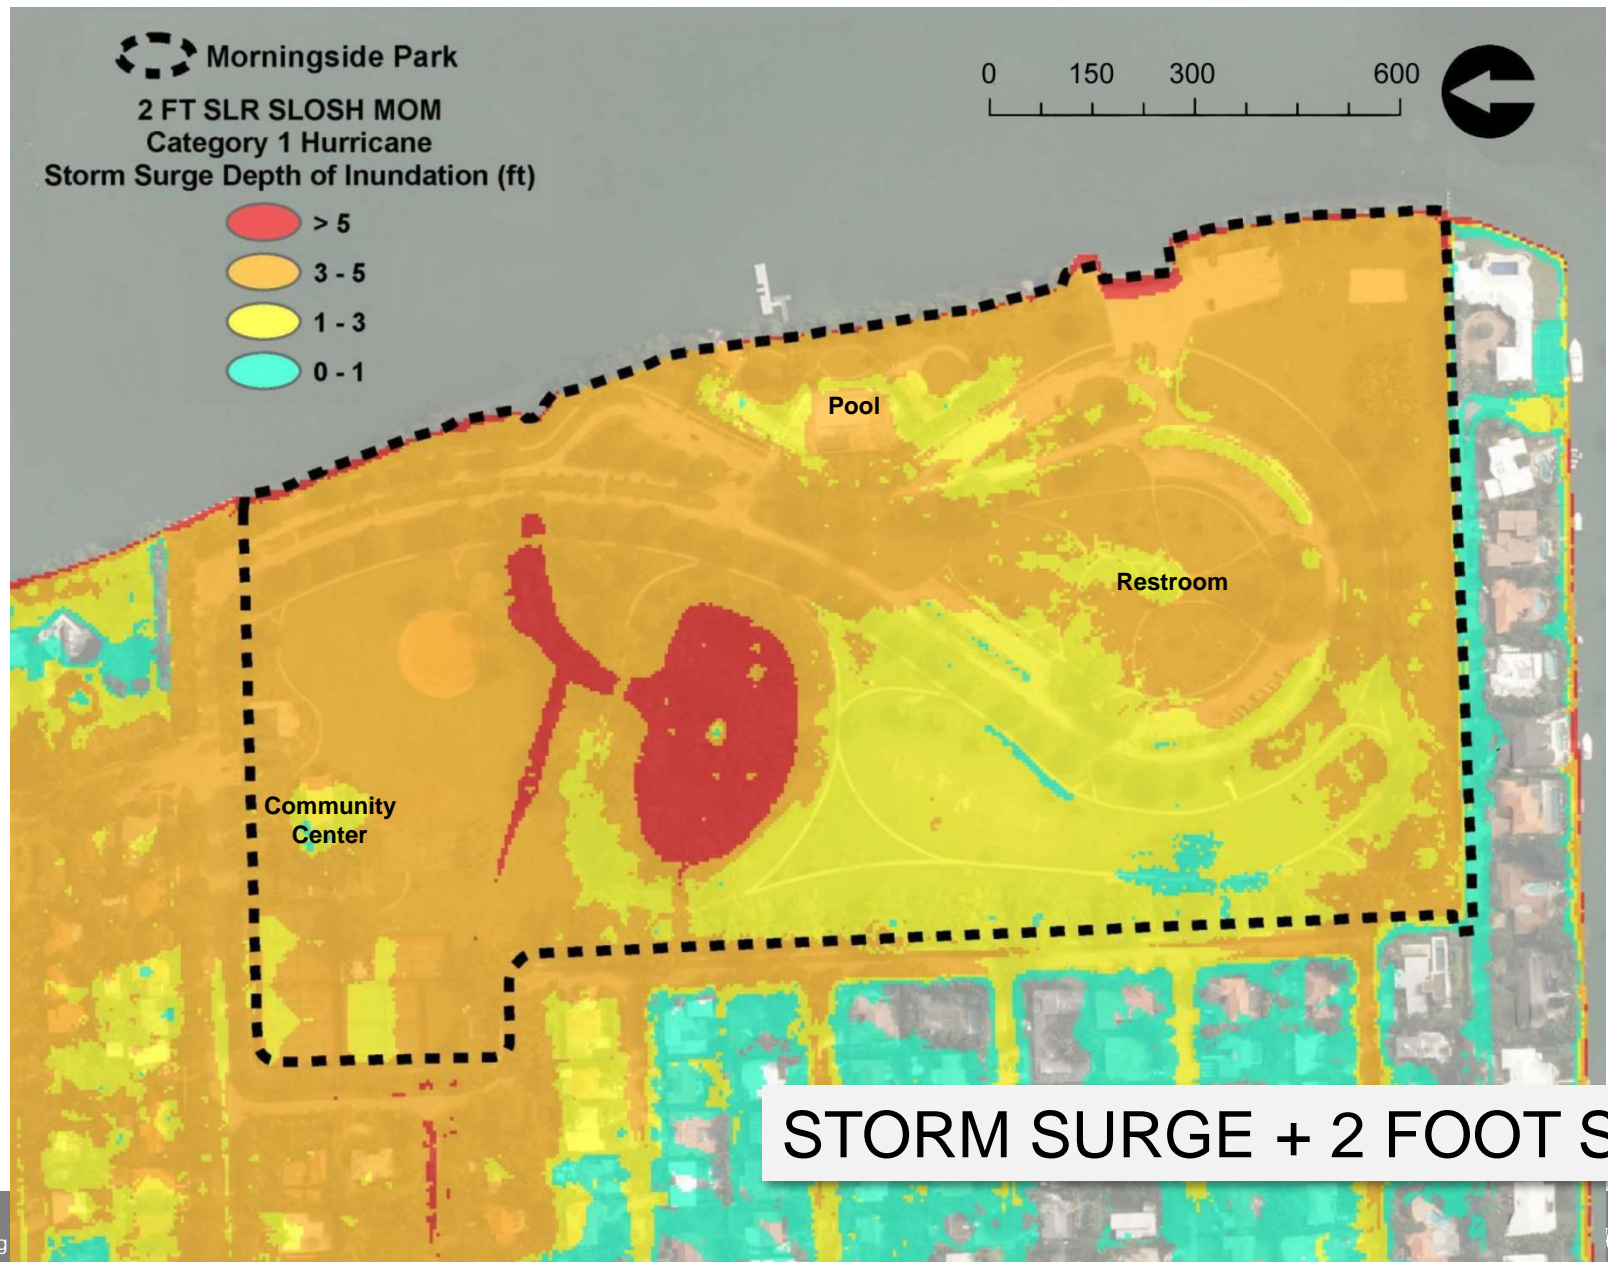 Morningside Park
2 FT SLR SLOSH MOM
Category 1 Hurricane
Storm Surge Depth of Inundation (ft)
> 5
3 - 5
1 - 3
0 - 1
0 150 300 600
Pool
Restroom
Community
Center
STORM SURGE + 2 FOOT S
g